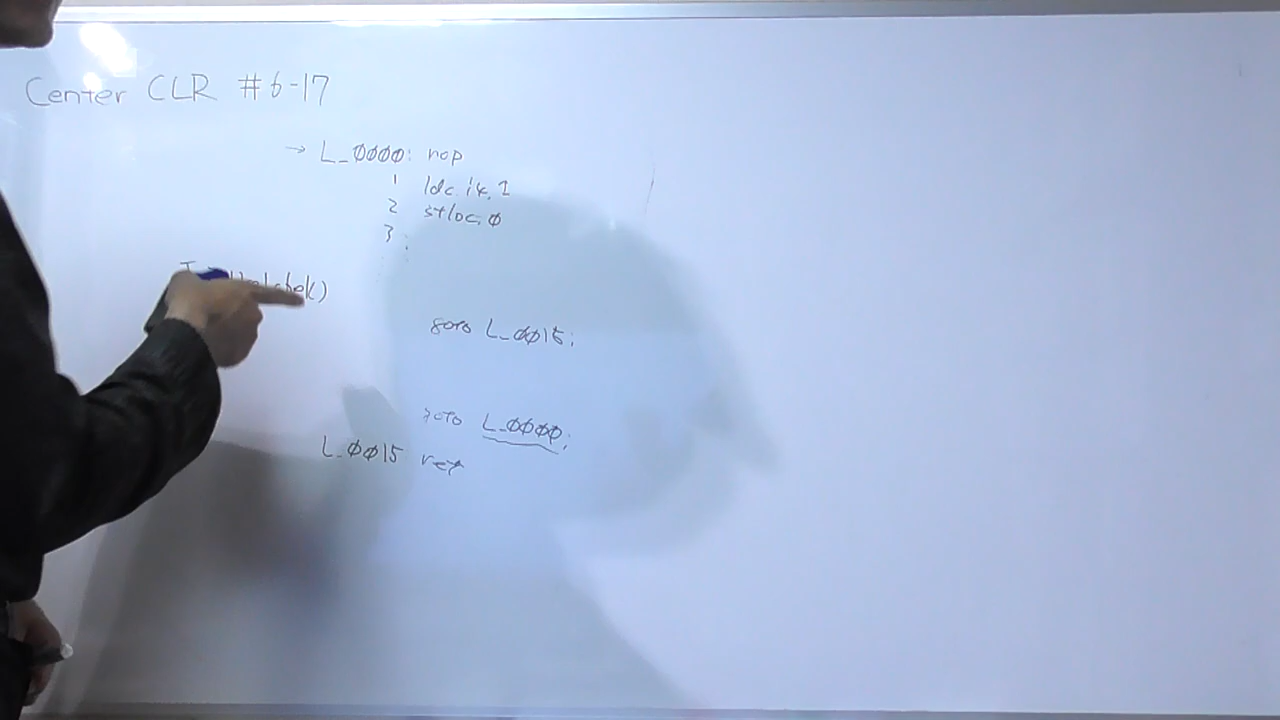 Center CLR #6-17
→ L_0000: nop
1 ldc.i4.1
2 stloc.0
3 :
goto L_0015;
goto L_0000;
L_0015 ret